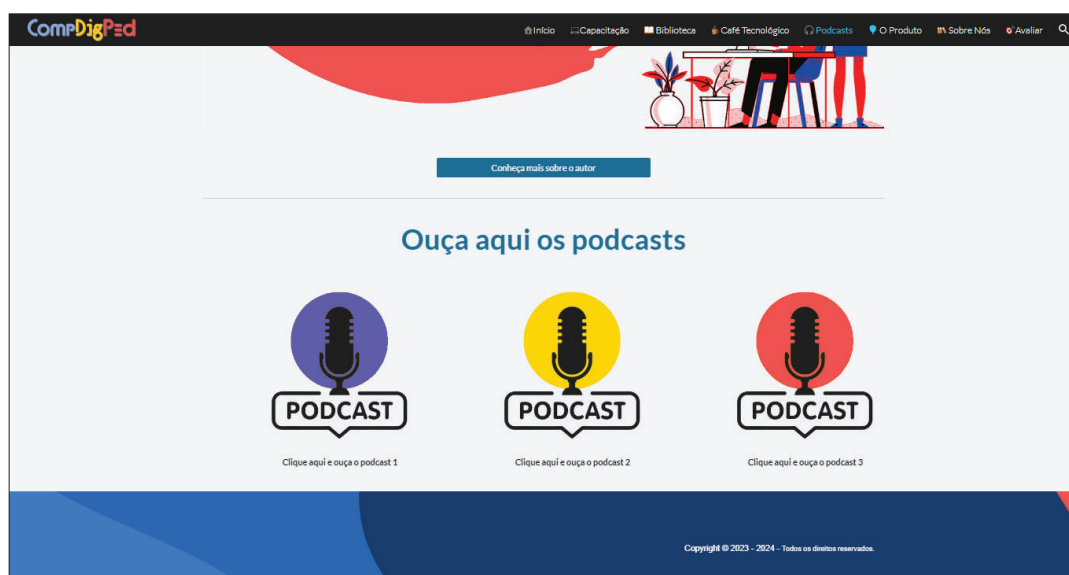 CompDigPed
Início Capacitação Biblioteca Café Tecnológico Podcasts O Produto Sobre Nós Avaliar
Conheça mais sobre o autor
Ouça aqui os podcasts
PODCAST PODCAST PODCAST
Clique aqui e ouça o podcast 1 Clique aqui e ouça o podcast 2 Clique aqui e ouça o podcast 3
Copyright © 2023 - 2024 - Todos os direitos reservados.